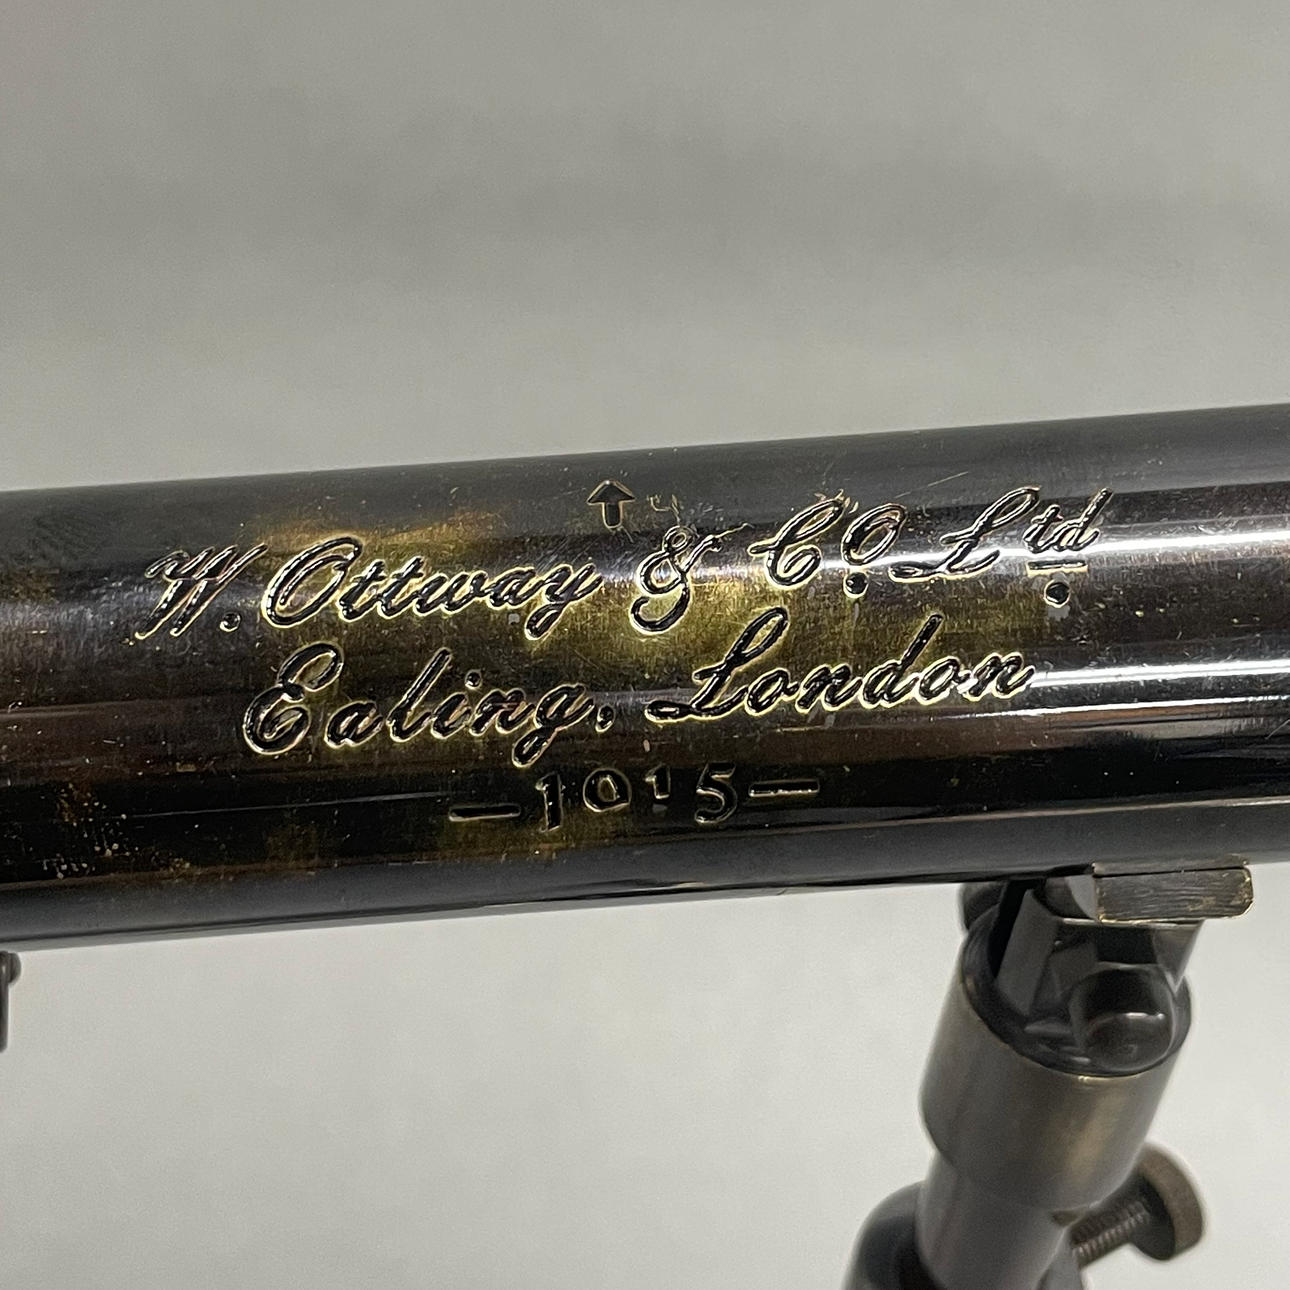 W. Ottway & Co. Ltd.
Ealing, London
-1015-